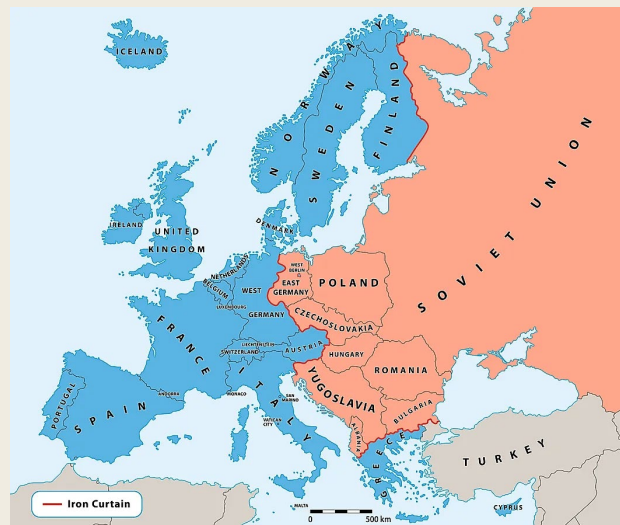 ICELAND
NORWAY
SWEDEN
FINLAND
SOVIET UNION
IRELAND
UNITED
KINGDOM
DENMARK
NETHERLANDS
BELGIUM
LUXEMBOURG
WEST
GERMANY
WEST
BERLIN
EAST
GERMANY
POLAND
CZECHOSLOVAKIA
FRANCE
LIECHTENSTEIN
SWITZERLAND
AUSTRIA
HUNGARY
ROMANIA
YUGOSLAVIA
BULGARIA
ALBANIA
PORTUGAL
SPAIN
ANDORRA
MONACO
SAN
MARINO
ITALY
VATICAN
CITY
GREECE
TURKEY
MALTA
CYPRUS
Iron Curtain
0 500 km